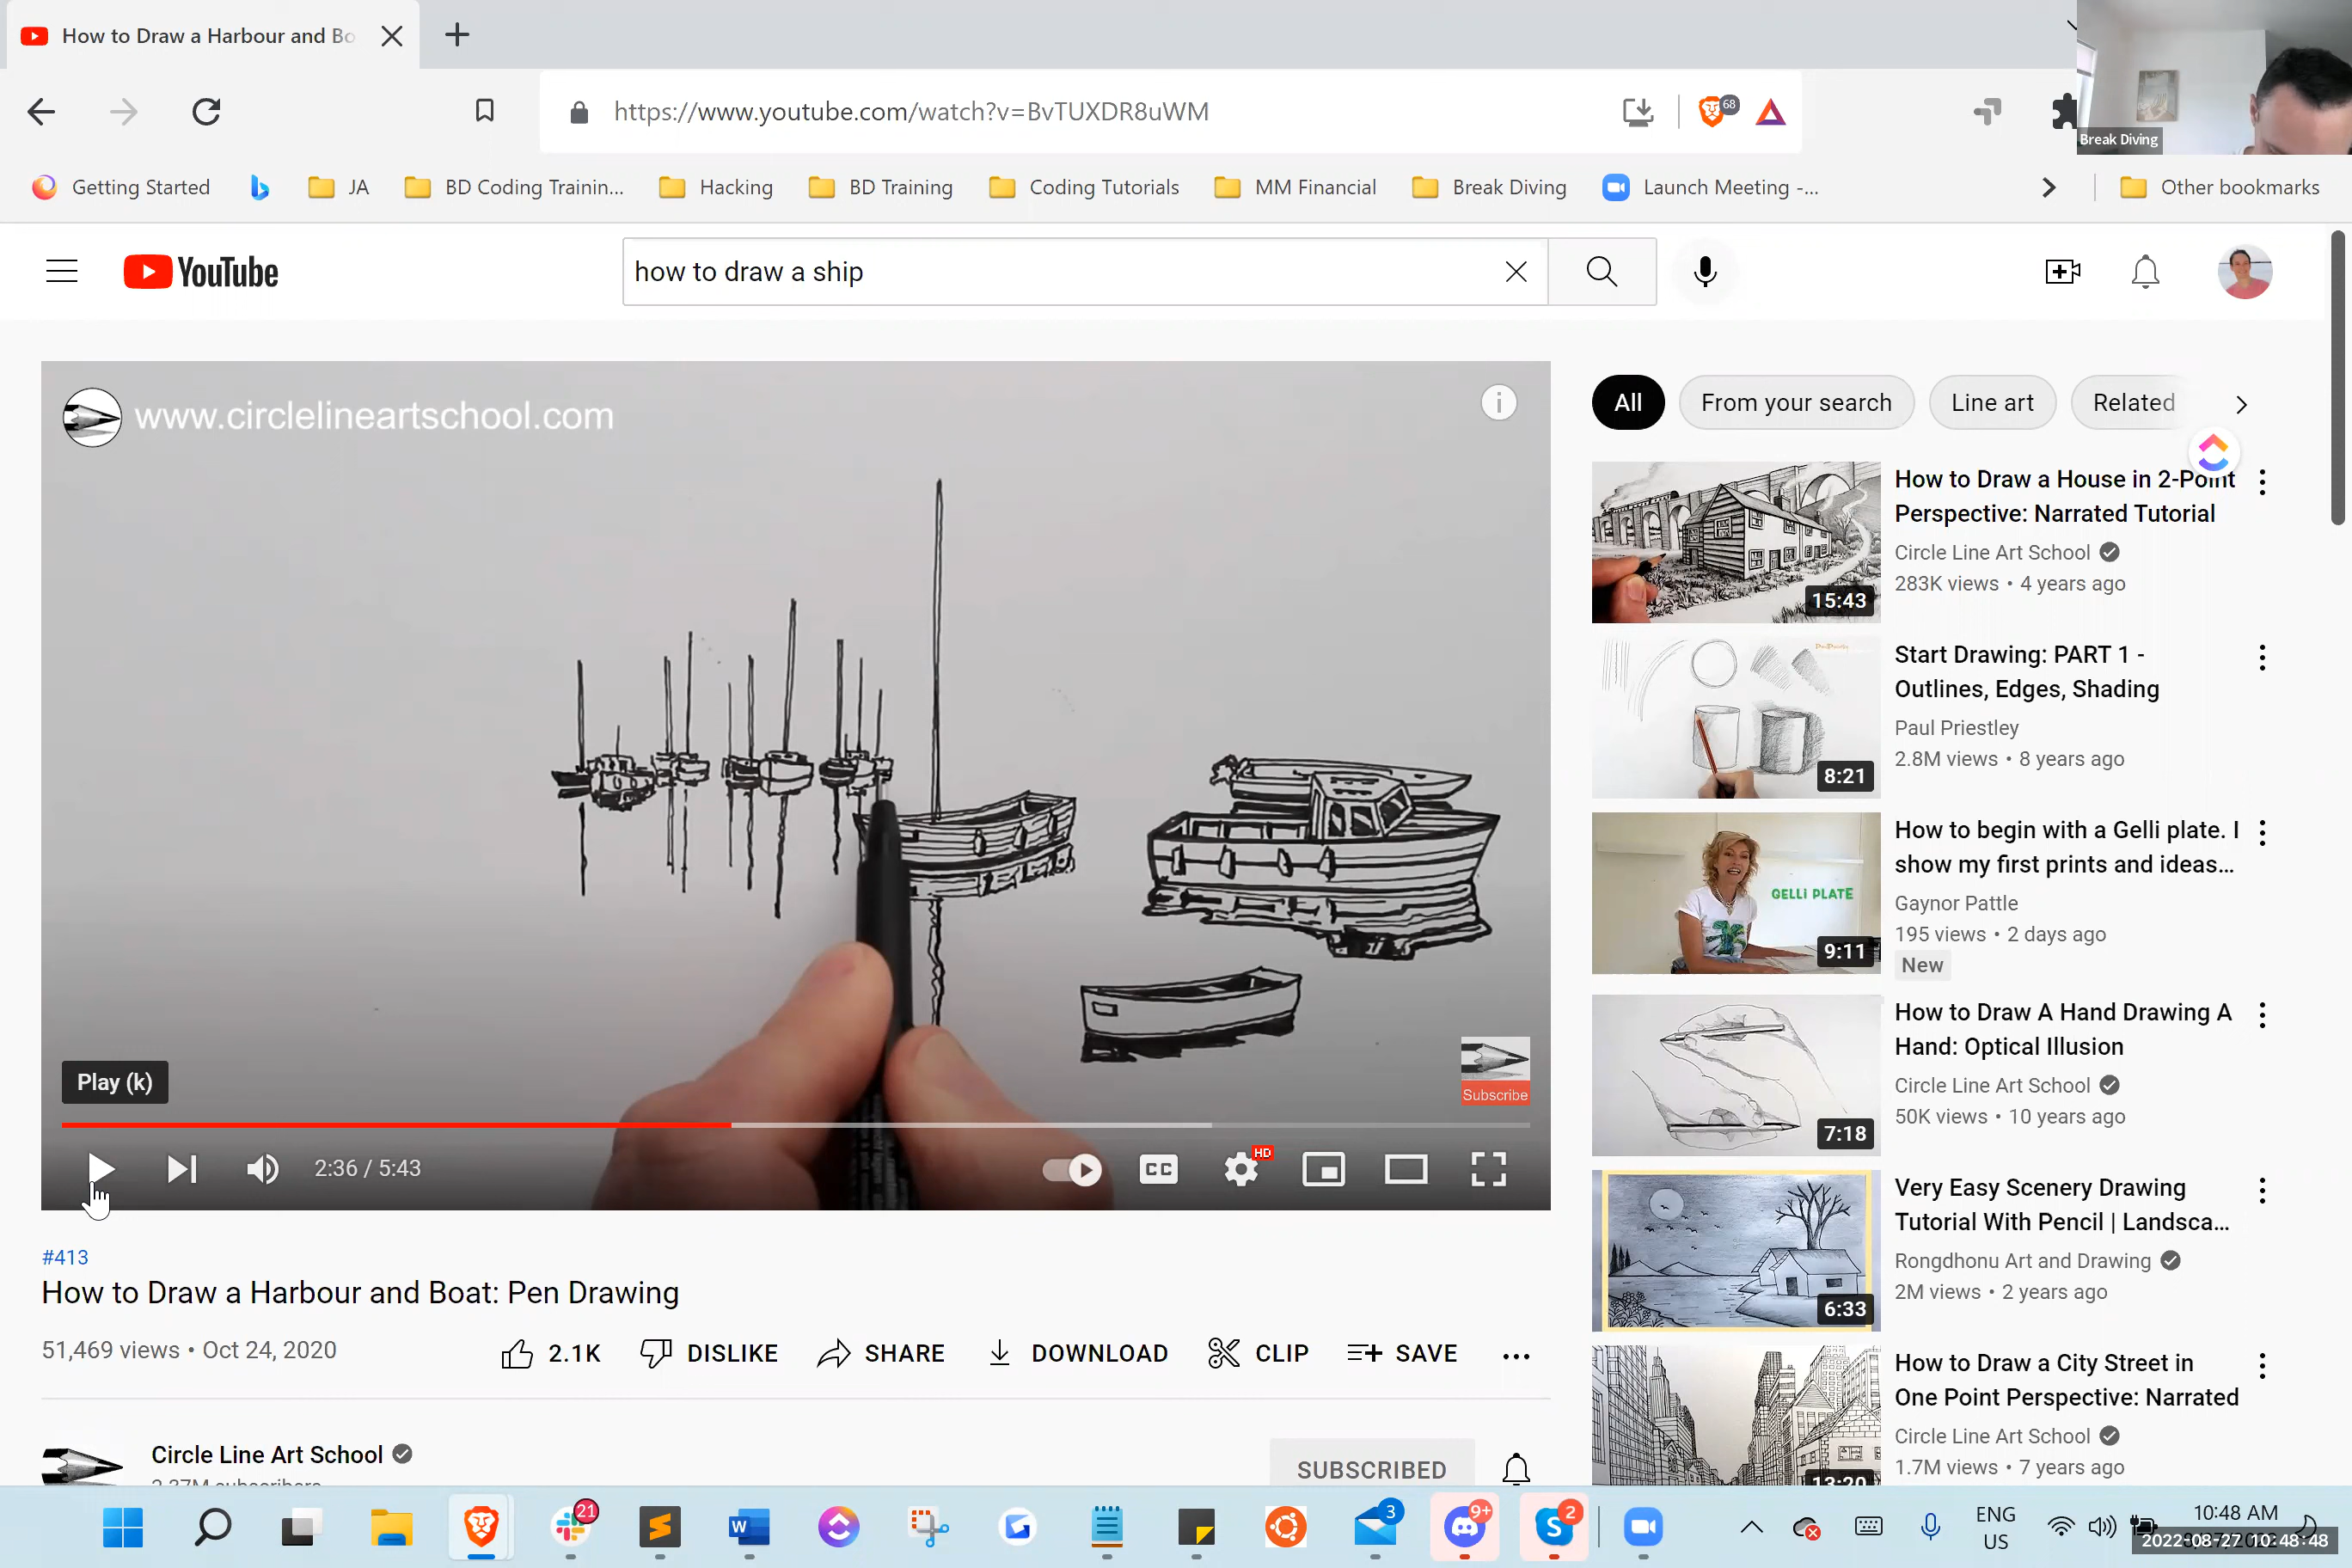 How to Draw a Harbour and Bo
https://www.youtube.com/watch?v=BvTUXDR8uWM
68
Break Diving
Getting Started
JA
BD Coding Trainin...
Hacking
BD Training
Coding Tutorials
MM Financial
Break Diving
Launch Meeting -...
Other bookmarks
YouTube
how to draw a ship
www.circlelineartschool.com
i
Subscribe
Play (k)
2:36 / 5:43
CC
HD
#413
How to Draw a Harbour and Boat: Pen Drawing
51,469 views • Oct 24, 2020
2.1K
DISLIKE
SHARE
DOWNLOAD
CLIP
SAVE
Circle Line Art School
SUBSCRIBED
All
From your search
Line art
Related
How to Draw a House in 2-Point
Perspective: Narrated Tutorial
Circle Line Art School
283K views • 4 years ago
15:43
Start Drawing: PART 1 -
Outlines, Edges, Shading
Paul Priestley
2.8M views • 8 years ago
8:21
How to begin with a Gelli plate. I
show my first prints and ideas...
Gaynor Pattle
195 views • 2 days ago
New
GELLI PLATE
9:11
How to Draw A Hand Drawing A
Hand: Optical Illusion
Circle Line Art School
50K views • 10 years ago
7:18
Very Easy Scenery Drawing
Tutorial With Pencil | Landsca...
Rongdhonu Art and Drawing
2M views • 2 years ago
6:33
How to Draw a City Street in
One Point Perspective: Narrated
Circle Line Art School
1.7M views • 7 years ago
13:20
21
W
3
9+
S
2
ENG
US
10:48 AM
2022-08-27 10:48:48